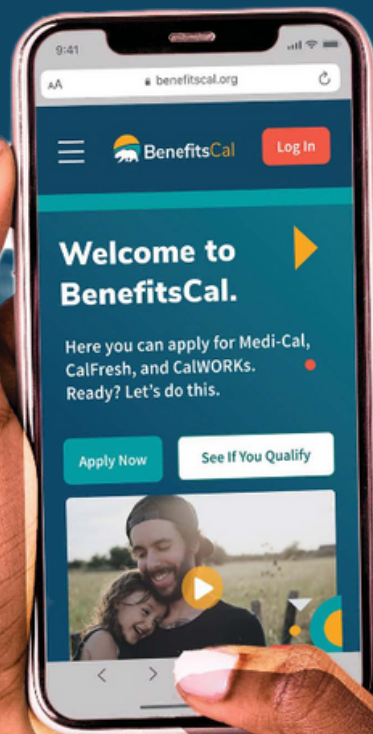 9:41
AA benefitscal.org
BenefitsCal Log In
Welcome to
BenefitsCal.
Here you can apply for Medi-Cal,
CalFresh, and CalWORKs.
Ready? Let's do this.
Apply Now See If You Qualify